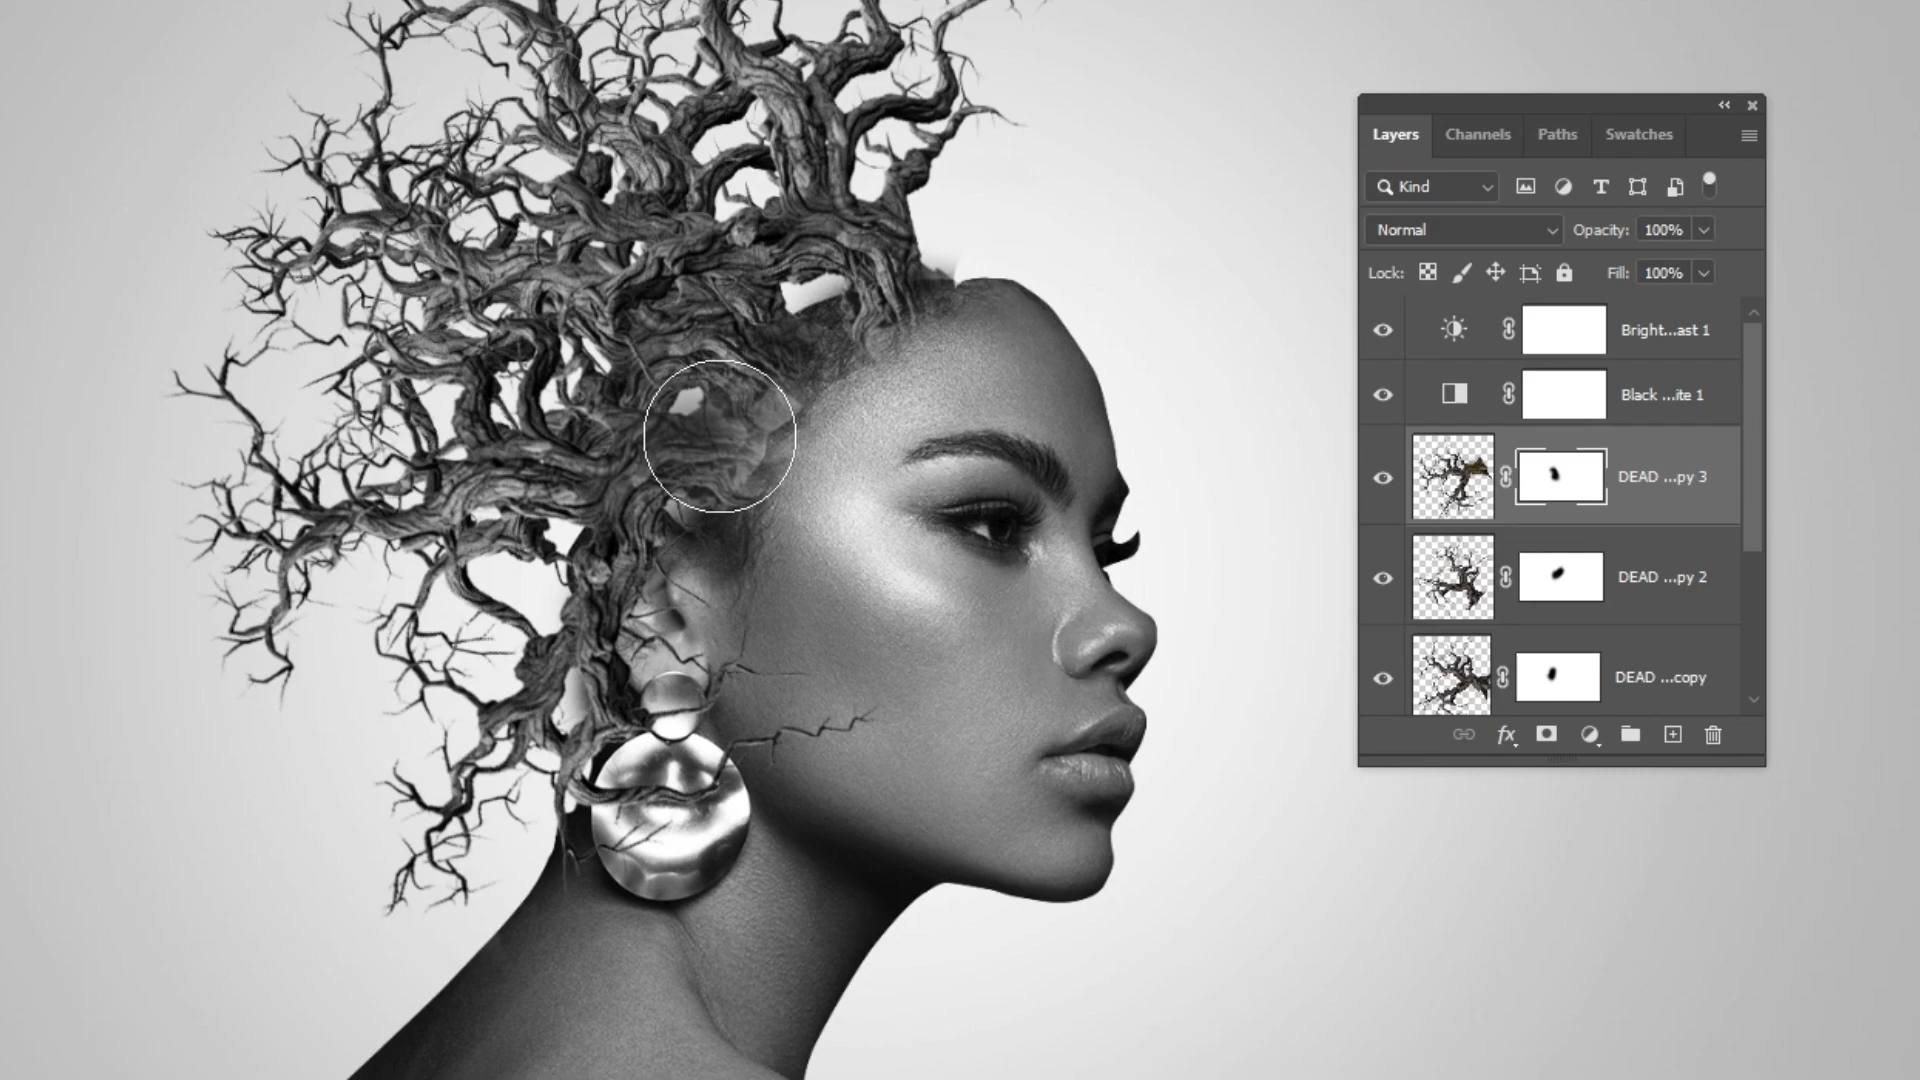 Layers Channels Paths Swatches
Kind
Normal Opacity: 100%
Lock: Fill: 100%
Bright...ast 1
Black ...ite 1
DEAD ...py 3
DEAD ...py 2
DEAD ...copy
fx